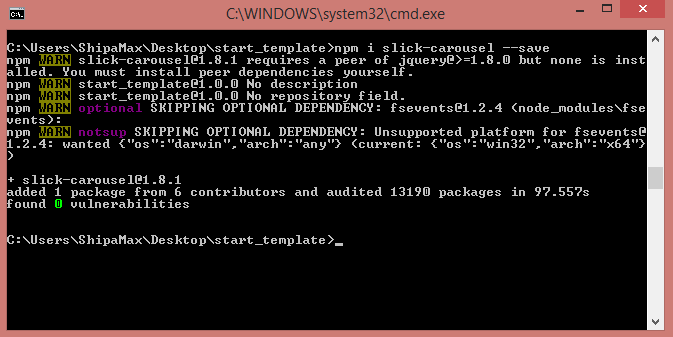 C:\WINDOWS\system32\cmd.exe
C:\Users\ShipaMax\Desktop\start_template>npm i slick-carousel --save
npm WARN slick-carousel@1.8.1 requires a peer of jquery@>=1.8.0 but none is inst
alled. You must install peer dependencies yourself.
npm WARN start_template@1.0.0 No description
npm WARN start_template@1.0.0 No repository field.
npm WARN optional SKIPPING OPTIONAL DEPENDENCY: fsevents@1.2.4 (node_modules\fse
vents):
npm WARN notsup SKIPPING OPTIONAL DEPENDENCY: Unsupported platform for fsevents@
1.2.4: wanted {"os":"darwin","arch":"any"} (current: {"os":"win32","arch":"x64"}
)
+ slick-carousel@1.8.1
added 1 package from 6 contributors and audited 13190 packages in 97.557s
found 0 vulnerabilities
C:\Users\ShipaMax\Desktop\start_template>_